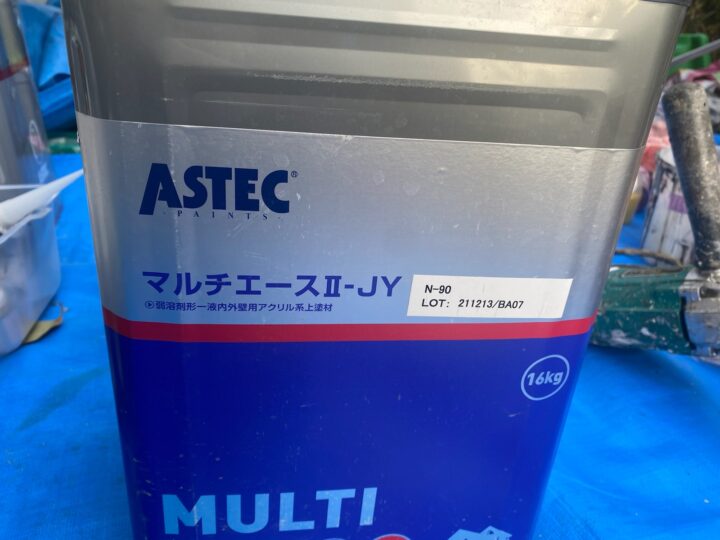 ASTEC®
PAINTS
マルチエースⅡ-JY
弱溶剤形一液内外壁用アクリル系上塗材
N-90
LOT: 211213/BA07
16kg
MULTI